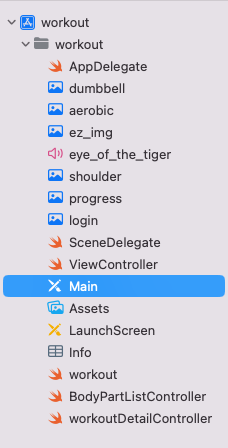 workout
workout
AppDelegate
dumbbell
aerobic
ez_img
eye_of_the_tiger
shoulder
progress
login
SceneDelegate
ViewController
Main
Assets
LaunchScreen
Info
workout
BodyPartListController
workoutDetailController